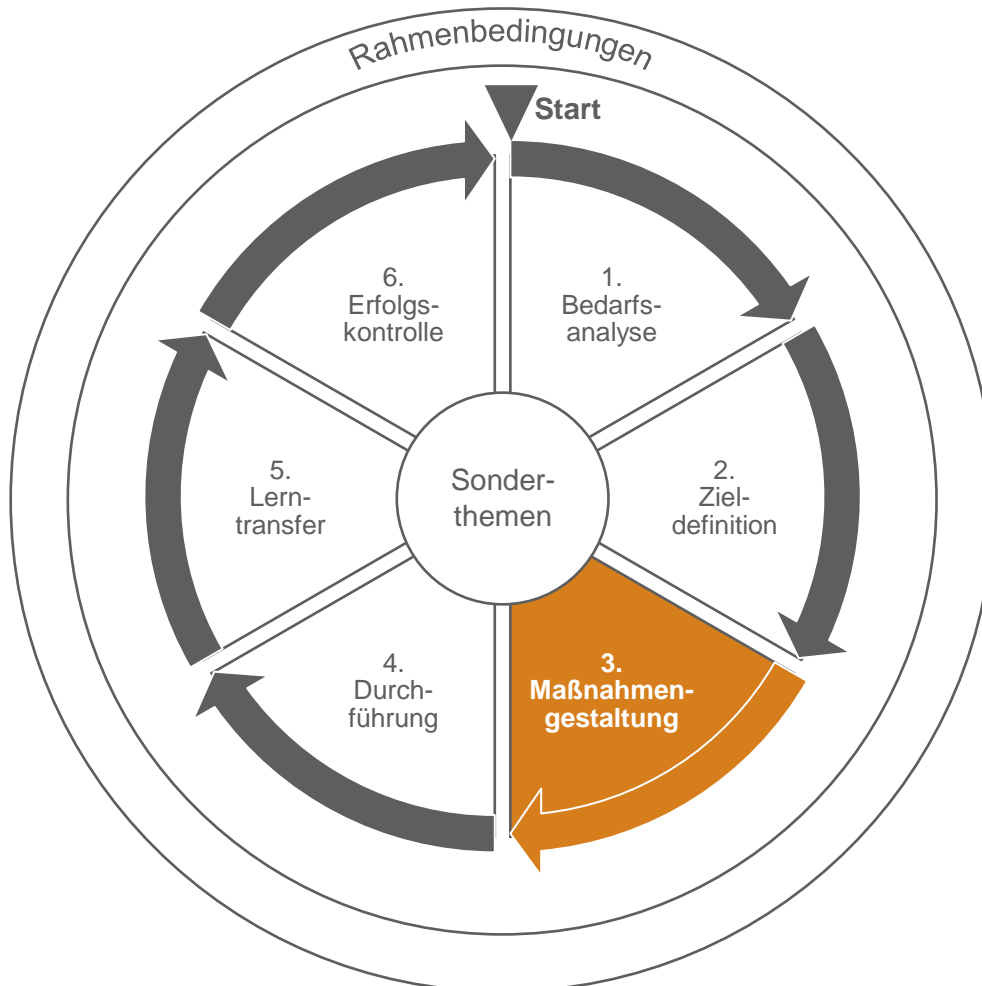 Rahmenbedingungen
Start
1.
Bedarfs-
analyse
2.
Ziel-
definition
3.
Maßnahmen-
gestaltung
4.
Durch-
führung
5.
Lern-
transfer
6.
Erfolgs-
kontrolle
Sonder-
themen